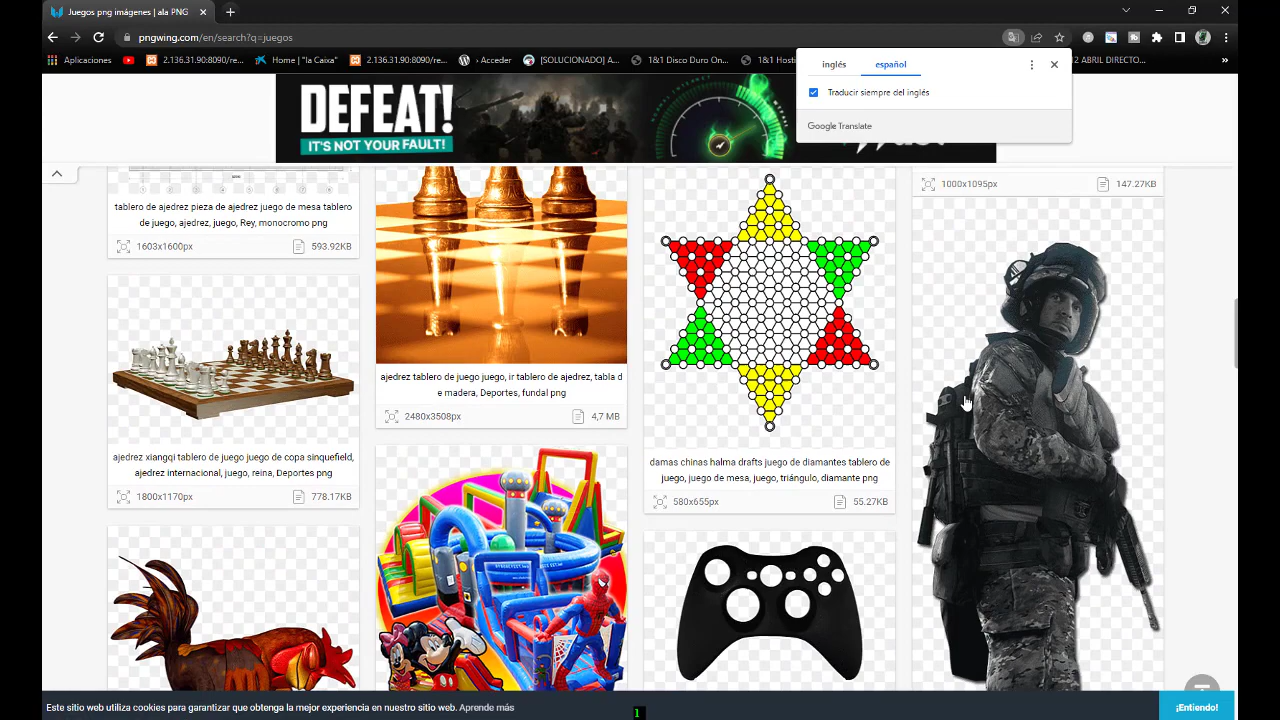 Juegos png imágenes | ala PNG
pngwing.com/en/search?q=juegos
Aplicaciones
2.136.31.90:8090/re...
Home | "la Caixa"
2.136.31.90:8090/re...
› Acceder
[SOLUCIONADO] A...
1&1 Disco Duro On...
1&1 Hosti
12 ABRIL DIRECTO...
»
inglés
español
Traducir siempre del inglés
Google Translate
DEFEAT!
IT'S NOT YOUR FAULT!
tablero de ajedrez pieza de ajedrez juego de mesa tablero
de juego, ajedrez, juego, Rey, monocromo png
1603x1600px
593.92KB
ajedrez xiangqi tablero de juego juego de copa sinquefield,
ajedrez internacional, juego, reina, Deportes png
1800x1170px
778.17KB
ajedrez tablero de juego juego, ir tablero de ajedrez, tabla d
e madera, Deportes, fundal png
2480x3508px
4,7 MB
damas chinas halma drafts juego de diamantes tablero de
juego, juego de mesa, juego, triángulo, diamante png
580x655px
55.27KB
1000x1095px
147.27KB
Este sitio web utiliza cookies para garantizar que obtenga la mejor experiencia en nuestro sitio web. Aprende más
¡Entiendo!
1